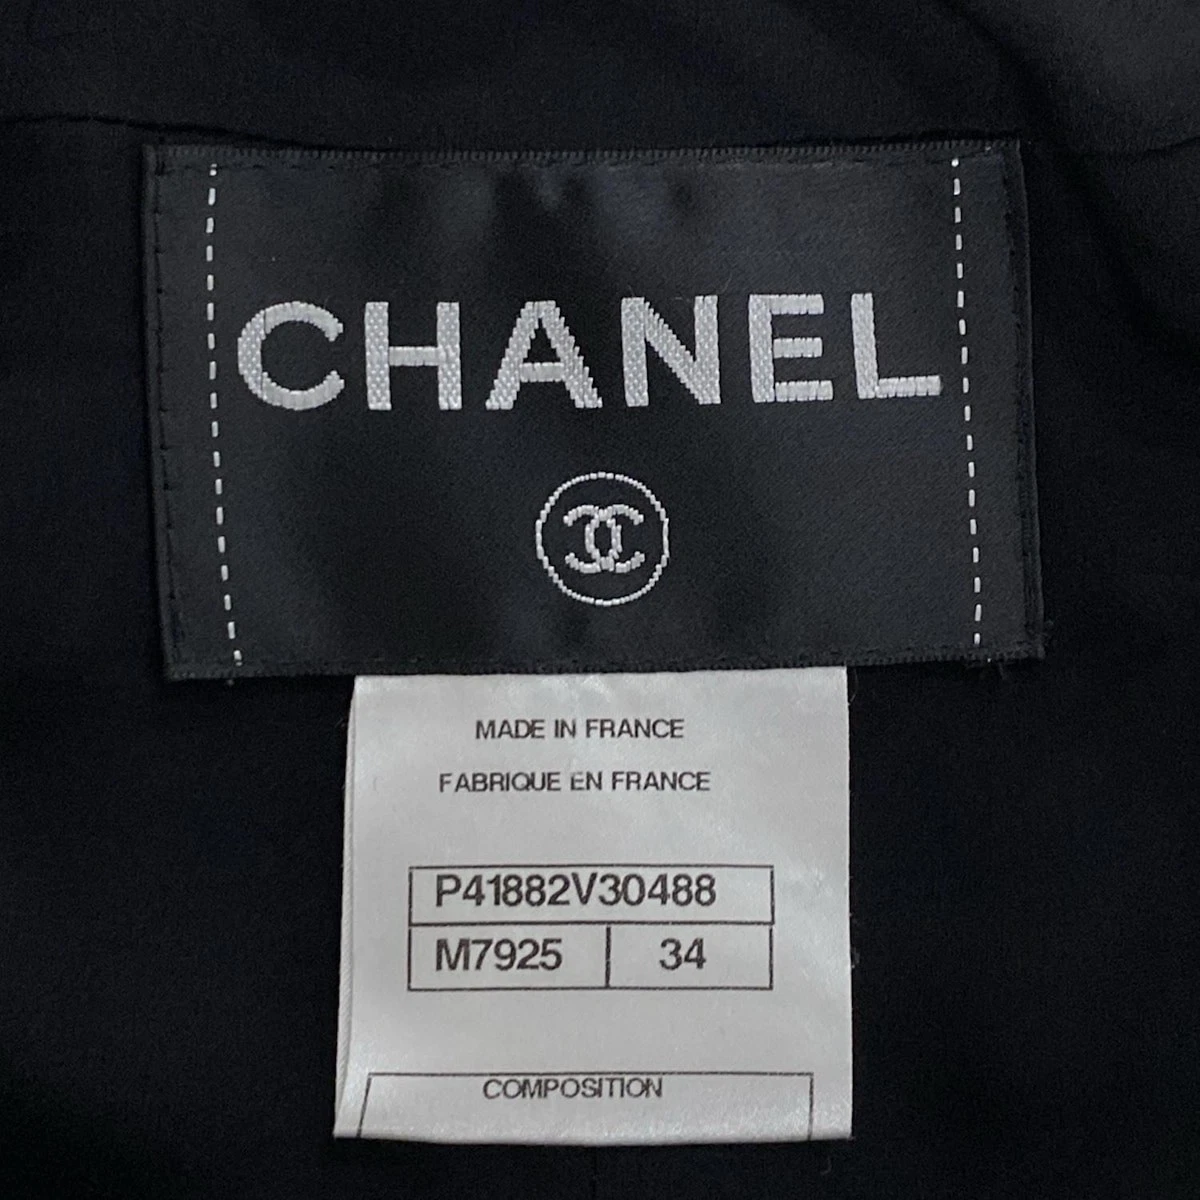 CHANEL
MADE IN FRANCE
FABRIQUE EN FRANCE
P41882V30488
M7925 34
COMPOSITION